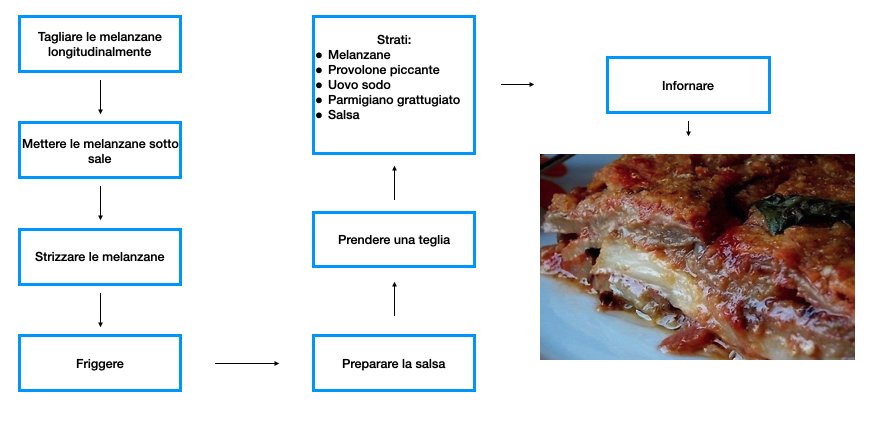 Tagliare le melanzane
longitudinalmente
Mettere le melanzane sotto
sale
Strizzare le melanzane
Friggere
Preparare la salsa
Prendere una teglia
Strati:
• Melanzane
• Provolone piccante
• Uovo sodo
• Parmigiano grattugiato
• Salsa
Infornare